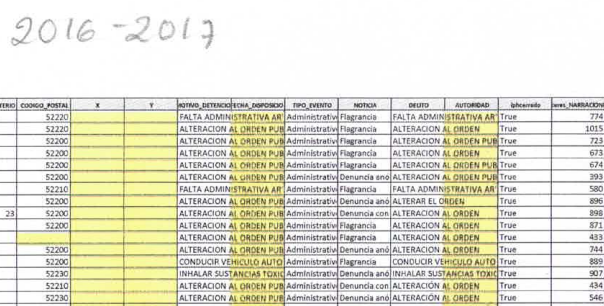 2016-2017
TERIO CODIGO_POSTAL X Y MOTIVO_DETENCIO FECHA_DISPOSICIO TIPO_EVENTO NOTICIA DELITO AUTORIDAD iphcerrado teres_NARRACION
52220 FALTA ADMINISTRATIVA AR Administrativ Flagrancia FALTA ADMINISTRATIVA AR True 774
52220 ALTERACION AL ORDEN PUB Administrativ Flagrancia ALTERACION AL ORDEN True 1015
52200 ALTERACION AL ORDEN PUB Administrativ Flagrancia ALTERACION AL ORDEN PUB True 723
52200 ALTERACION AL ORDEN PUB Administrativ Flagrancia ALTERACION AL ORDEN True 673
52200 ALTERACION AL ORDEN PUB Administrativ Flagrancia ALTERACION AL ORDEN PUB True 674
52200 ALTERACION AL ORDEN PUB Administrativ Denuncia anó ALTERACION AL ORDEN PUB True 393
52210 FALTA ADMINISTRATIVA AR Administrativ Flagrancia FALTA ADMINISTRATIVA AR True 580
52200 ALTERACION AL ORDEN PUB Administrativ Denuncia anó ALTERAR EL ORDEN True 896
23 52200 ALTERACION AL ORDEN PUB Administrativ Denuncia con ALTERACION AL ORDEN True 898
52200 ALTERACION AL ORDEN PUB Administrativ Flagrancia ALTERACION AL ORDEN True 871
ALTERACION AL ORDEN PUB Administrativ Flagrancia ALTERACION AL ORDEN True 433
52200 ALTERACION AL ORDEN PUB Administrativ Denuncia anó ALTERACION AL ORDEN True 744
52200 CONDUCIR VEHICULO AUTO Administrativ Flagrancia CONDUCIR VEHICULO AUTO True 889
52230 INHALAR SUSTANCIAS TOXIC Administrativ Denuncia anó INHALAR SUSTANCIAS TOXIC True 907
52210 ALTERACION AL ORDEN PUB Administrativ Denuncia con ALTERACIÓN AL ORDEN True 434
52230 ALTERACION AL ORDEN PUB Administrativ Denuncia anó ALTERACION AL ORDEN True 546